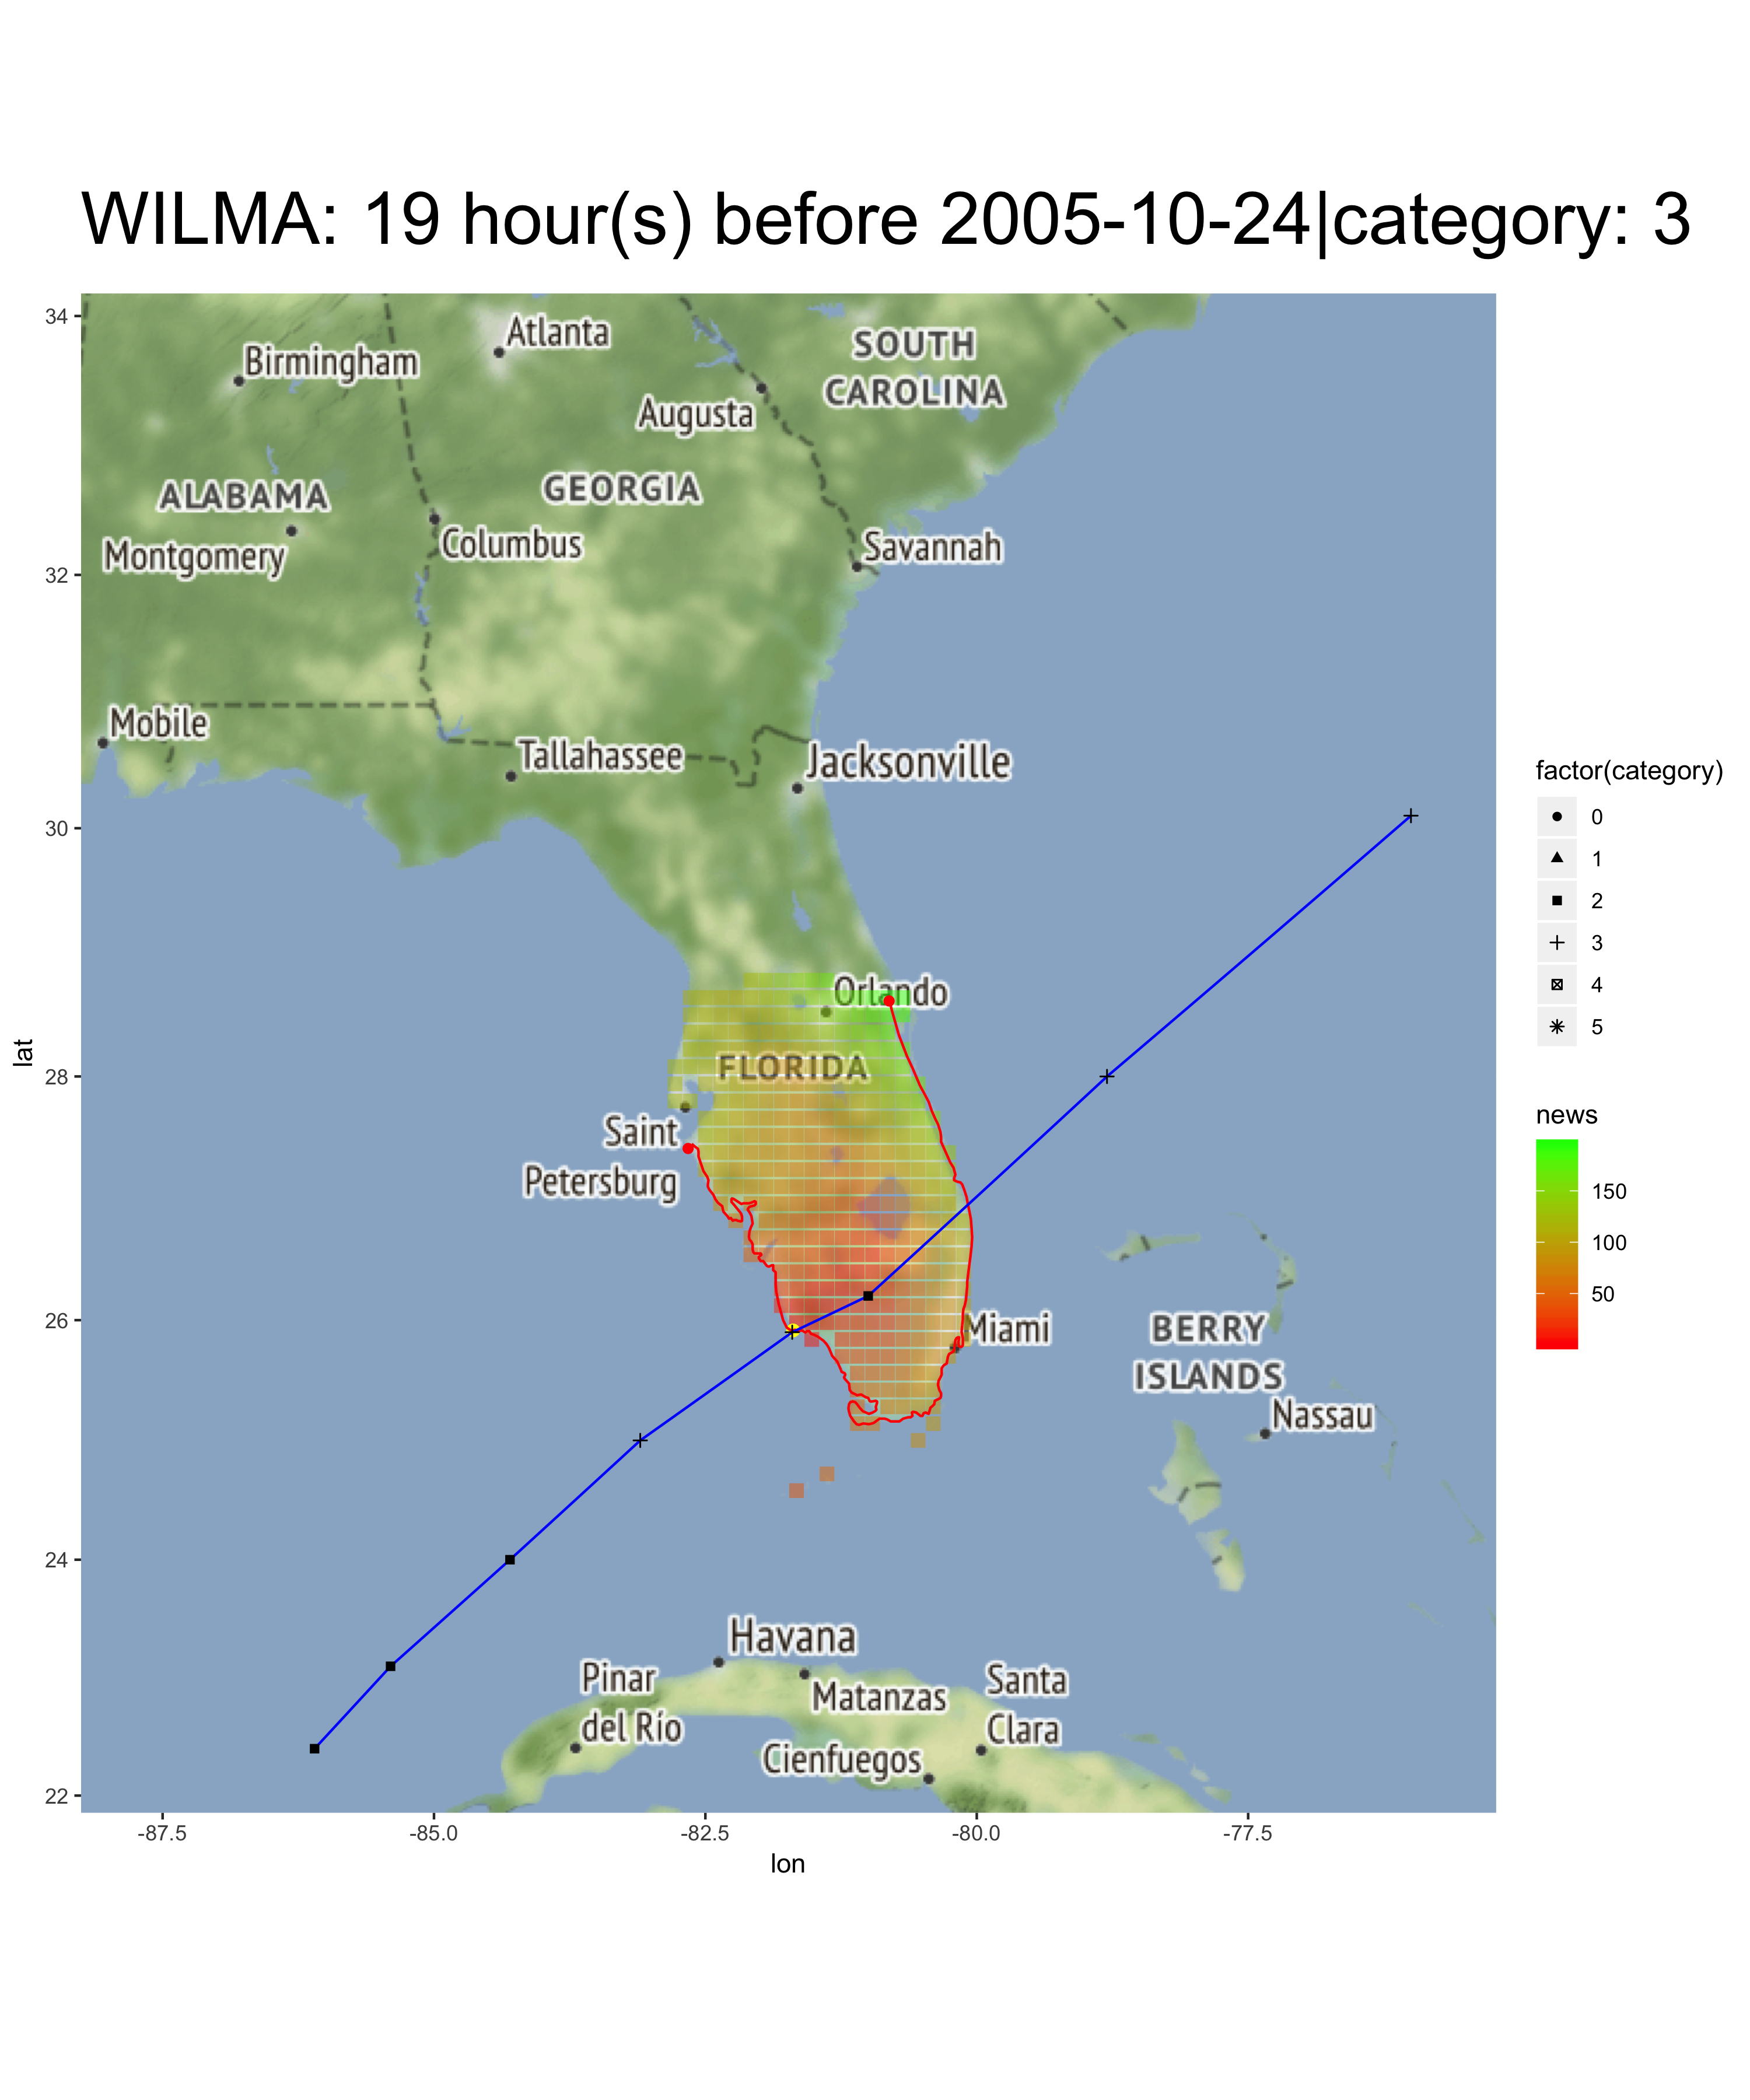 WILMA: 19 hour(s) before 2005-10-24|category: 3
34
Atlanta
Birmingham
SOUTH
CAROLINA
Augusta
ALABAMA
GEORGIA
Montgomery
Columbus
Savannah
32
Mobile
Tallahassee
Jacksonville
30
Orlando
FLORIDA
28
Saint
Petersburg
26
Miami
BERRY
ISLANDS
Nassau
24
Havana
Pinar
del Río
Matanzas
Santa
Clara
Cienfuegos
22
-87.5
-85.0
-82.5
-80.0
-77.5
lon
lat
factor(category)
0
1
2
3
4
5
news
150
100
50